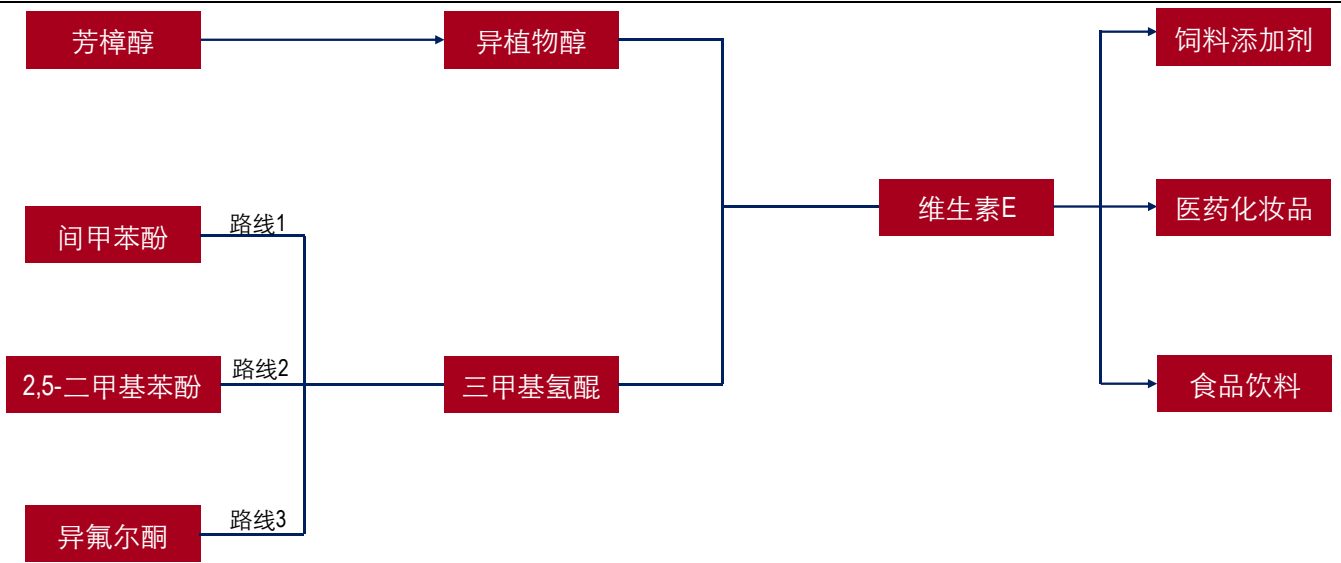 芳樟醇
异植物醇
饲料添加剂
间甲苯酚
路线1
维生素E
医药化妆品
2,5-二甲基苯酚
路线2
三甲基氢醌
食品饮料
异氟尔酮
路线3